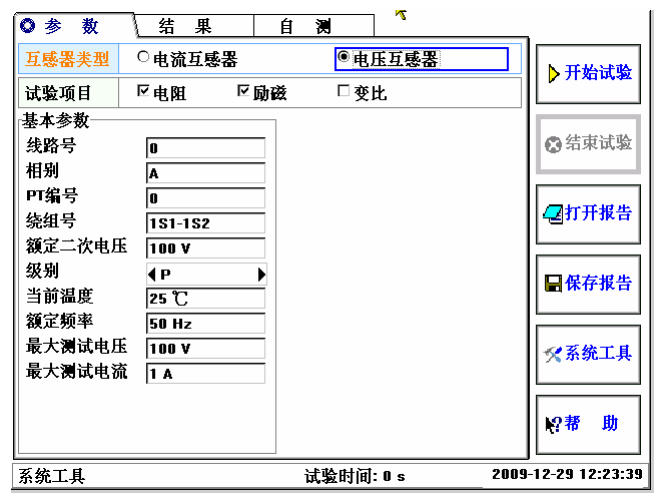 参 数 结 果 自 测
互感器类型 电流互感器 电压互感器
试验项目 电阻 励磁 变比
基本参数
线路号 0
相别 A
PT编号 0
绕组号 1S1-1S2
额定二次电压 100 V
级别 P
当前温度 25 ℃
额定频率 50 Hz
最大测试电压 100 V
最大测试电流 1 A
开始试验
结束试验
打开报告
保存报告
系统工具
帮 助
系统工具 试验时间: 0 s 2009-12-29 12:23:39